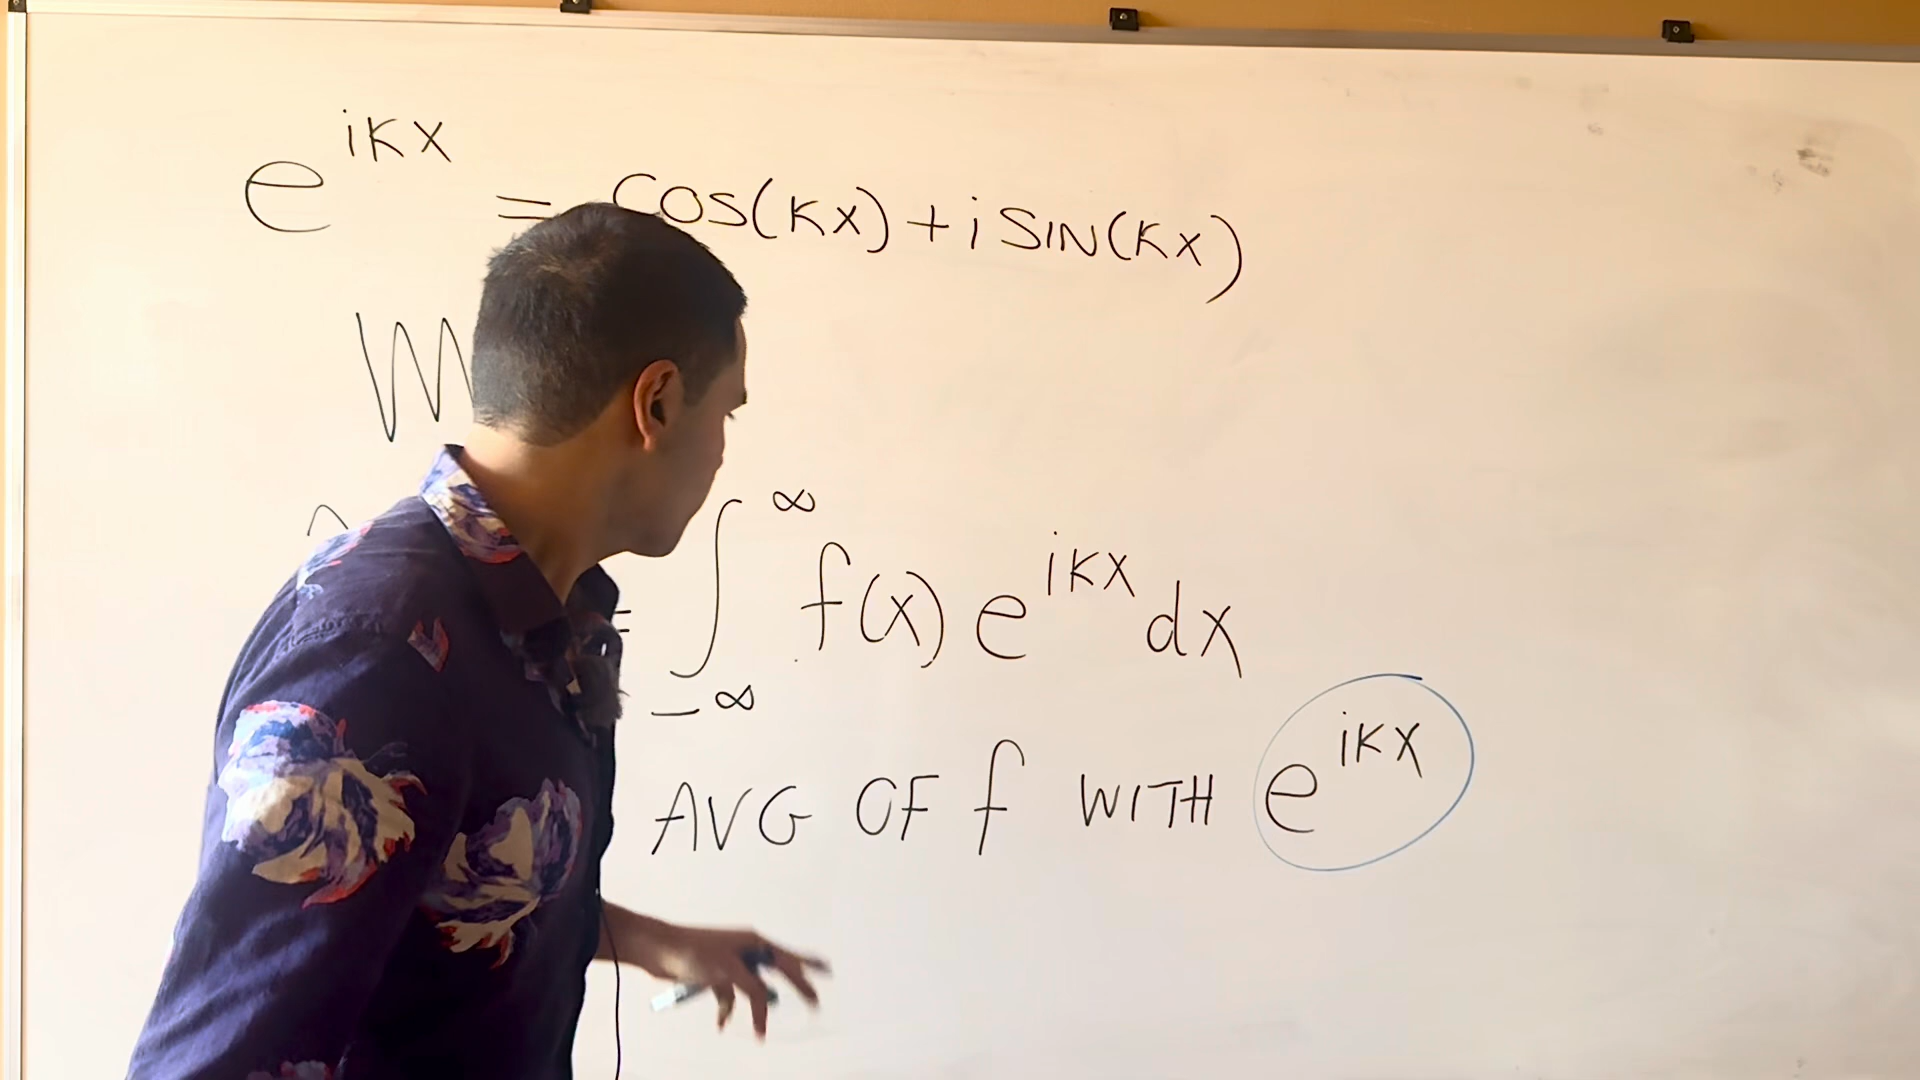 e^{ikx} = cos(kx) + i sin(kx)
= ∫_{-∞}^{∞} f(x) e^{ikx} dx
AVG OF f WITH e^{ikx}